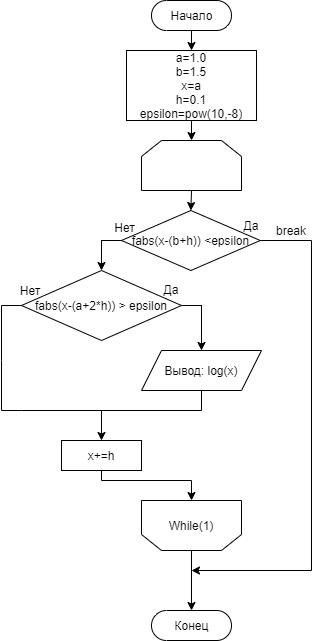 Начало
a=1.0
b=1.5
x=a
h=0.1
epsilon=pow(10,-8)
Нет
Да
break
fabs(x-(b+h)) <epsilon
Нет
Да
fabs(x-(a+2*h)) > epsilon
Вывод: log(x)
x+=h
While(1)
Конец